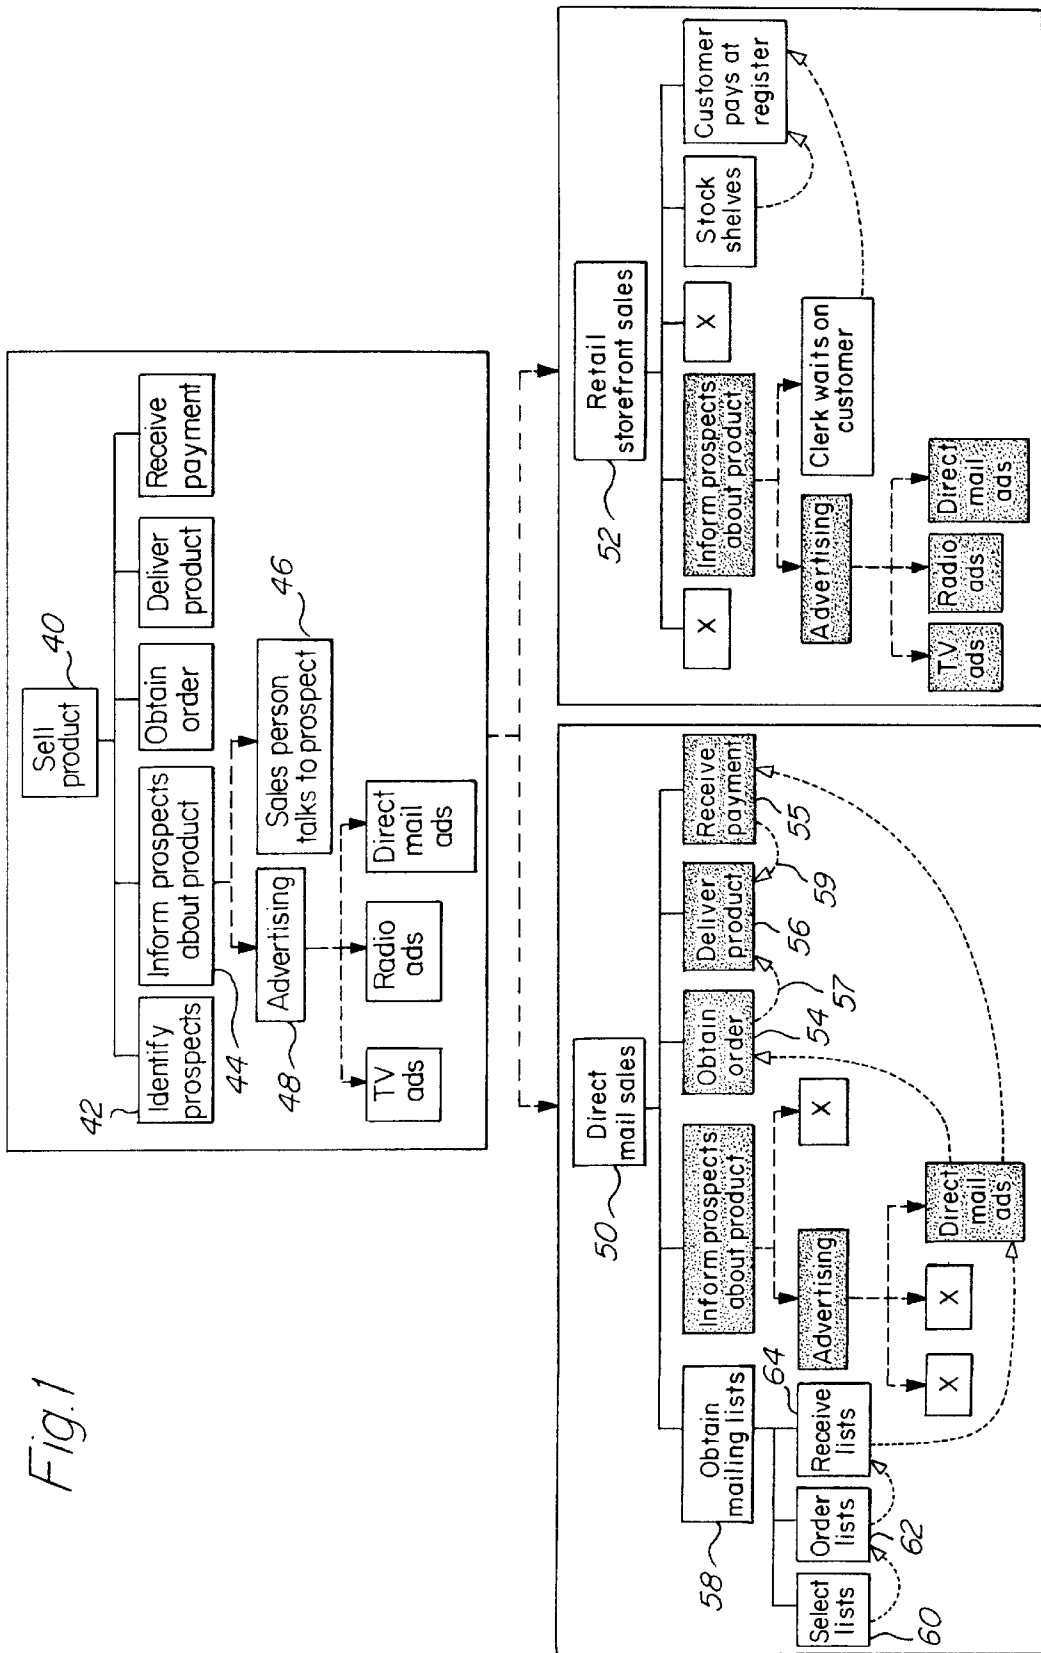 Fig.1
Sell
product
40
42
Identify
prospects
Inform prospects
about product
44
Obtain
order
Deliver
product
Receive
payment
48
Advertising
Sales person
talks to prospect
46
TV
ads
Radio
ads
Direct
mail
ads
50
Direct
mail sales
58
Obtain
mailing lists
Inform prospects
about product
Obtain
order
54
Deliver
product
56
Receive
payment
55
57
59
Select
lists
60
Order
lists
62
Receive
lists
64
Advertising
X
X
X
Direct
mail
ads
52
Retail
storefront sales
X
Inform prospects
about product
X
Stock
shelves
Customer
pays at
register
Advertising
Clerk waits on
customer
TV
ads
Radio
ads
Direct
mail
ads